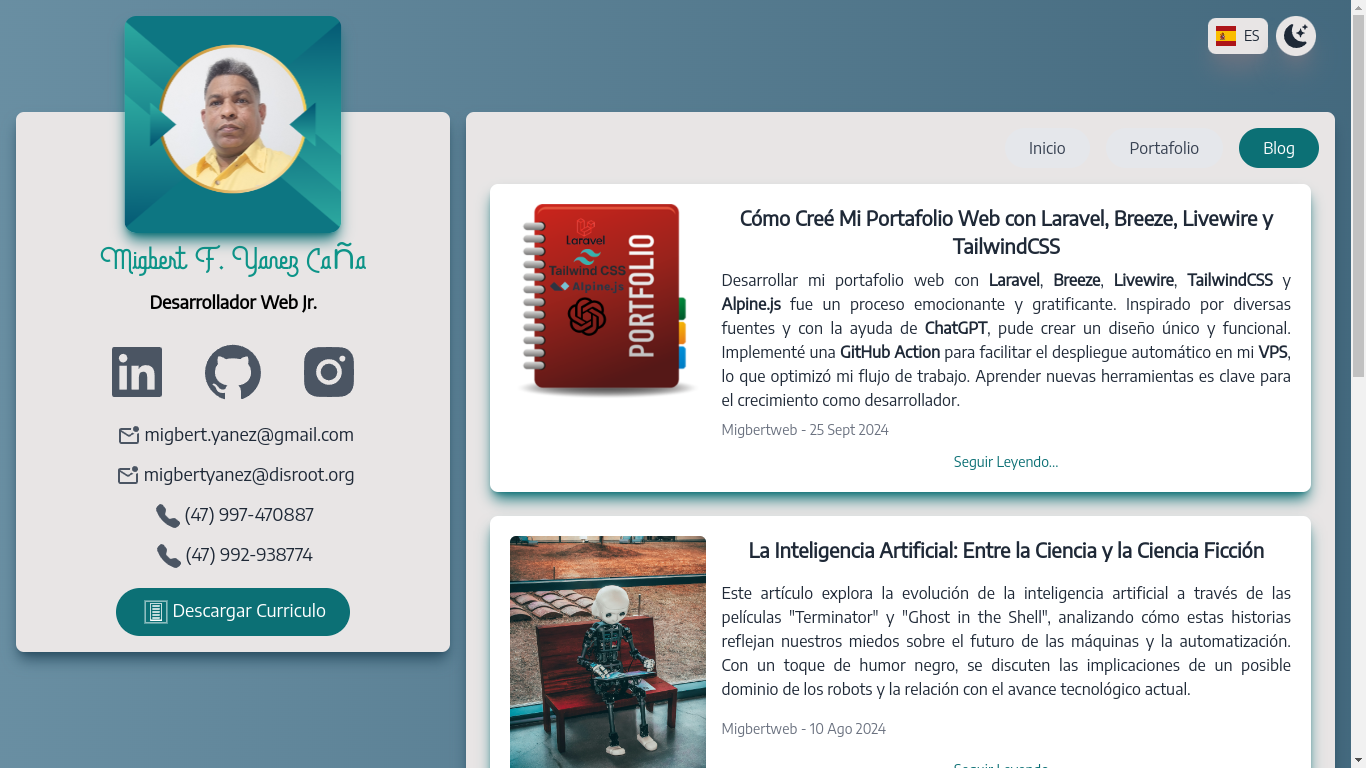 ES
Migbert F. Yanez Caña
Desarrollador Web Jr.
migbert.yanez@gmail.com
migbertyanez@disroot.org
(47) 997-470887
(47) 992-938774
Descargar Curriculo
Inicio
Portafolio
Blog
Laravel
Tailwind CSS
Alpine.js
PORTFOLIO
Cómo Creé Mi Portafolio Web con Laravel, Breeze, Livewire y
TailwindCSS
Desarrollar mi portafolio web con Laravel, Breeze, Livewire, TailwindCSS y
Alpine.js fue un proceso emocionante y gratificante. Inspirado por diversas
fuentes y con la ayuda de ChatGPT, pude crear un diseño único y funcional.
Implementé una GitHub Action para facilitar el despliegue automático en mi VPS,
lo que optimizó mi flujo de trabajo. Aprender nuevas herramientas es clave para
el crecimiento como desarrollador.
Migbertweb - 25 Sept 2024
Seguir Leyendo...
La Inteligencia Artificial: Entre la Ciencia y la Ciencia Ficción
Este artículo explora la evolución de la inteligencia artificial a través de las
películas "Terminator" y "Ghost in the Shell", analizando cómo estas historias
reflejan nuestros miedos sobre el futuro de las máquinas y la automatización.
Con un toque de humor negro, se discuten las implicaciones de un posible
dominio de los robots y la relación con el avance tecnológico actual.
Migbertweb - 10 Ago 2024